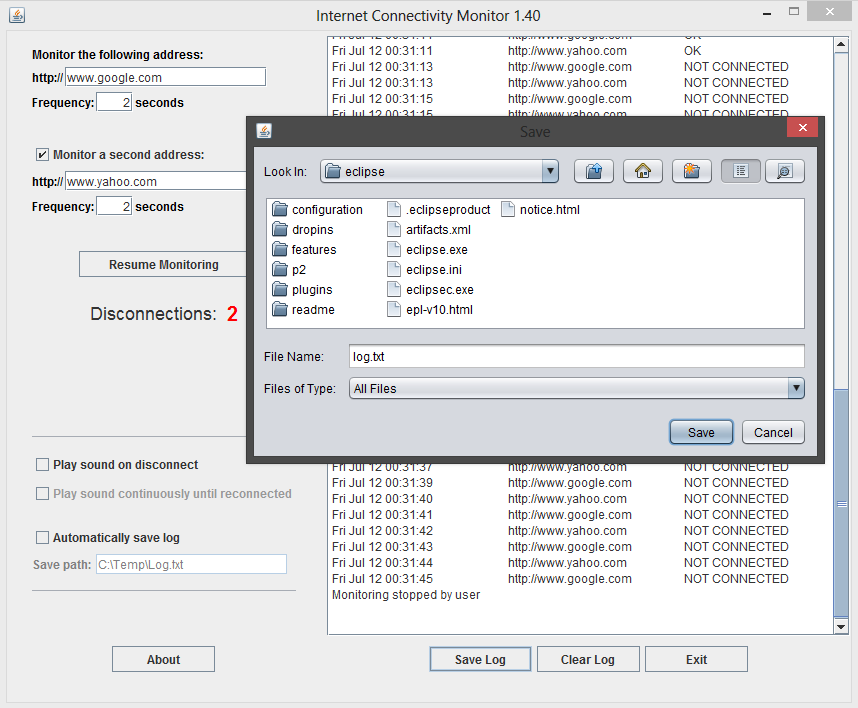 Internet Connectivity Monitor 1.40
Monitor the following address:
http:// www.google.com
Frequency: 2 seconds
Monitor a second address:
http:// www.yahoo.com
Frequency: 2 seconds
Resume Monitoring
Disconnections: 2
Play sound on disconnect
Play sound continuously until reconnected
Automatically save log
Save path: C:\Temp\Log.txt
About
Fri Jul 12 00:31:11 http://www.yahoo.com OK
Fri Jul 12 00:31:13 http://www.google.com NOT CONNECTED
Fri Jul 12 00:31:13 http://www.yahoo.com NOT CONNECTED
Fri Jul 12 00:31:15 http://www.google.com NOT CONNECTED
Fri Jul 12 00:31:15 http://www.yahoo.com NOT CONNECTED
Save
Look In: eclipse
configuration .eclipseproduct notice.html
dropins artifacts.xml
features eclipse.exe
p2 eclipse.ini
plugins eclipsec.exe
readme epl-v10.html
File Name: log.txt
Files of Type: All Files
Save Cancel
Fri Jul 12 00:31:37 http://www.yahoo.com NOT CONNECTED
Fri Jul 12 00:31:39 http://www.google.com NOT CONNECTED
Fri Jul 12 00:31:40 http://www.yahoo.com NOT CONNECTED
Fri Jul 12 00:31:41 http://www.google.com NOT CONNECTED
Fri Jul 12 00:31:42 http://www.yahoo.com NOT CONNECTED
Fri Jul 12 00:31:43 http://www.google.com NOT CONNECTED
Fri Jul 12 00:31:44 http://www.yahoo.com NOT CONNECTED
Fri Jul 12 00:31:45 http://www.google.com NOT CONNECTED
Monitoring stopped by user
Save Log Clear Log Exit